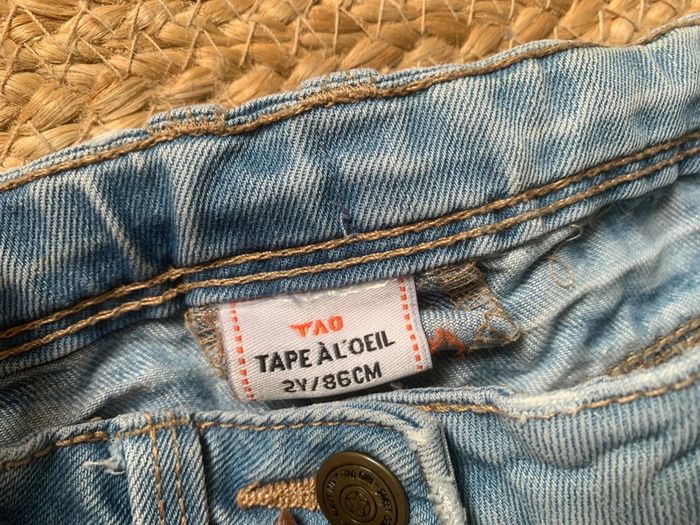 TAO
TAPE À L'OEIL
2Y/86CM